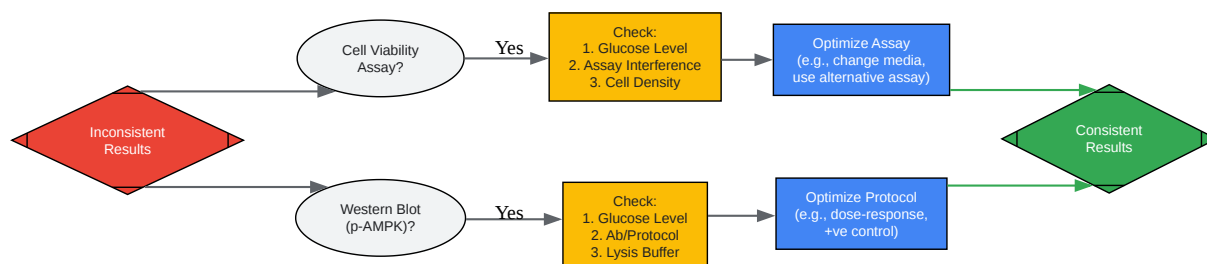 Inconsistent
Results
Cell Viability
Assay?
Yes
Check:
1. Glucose Level
2. Assay Interference
3. Cell Density
Optimize Assay
(e.g., change media,
use alternative assay)
Western Blot
(p-AMPK)?
Yes
Check:
1. Glucose Level
2. Ab/Protocol
3. Lysis Buffer
Optimize Protocol
(e.g., dose-response,
+ve control)
Consistent
Results